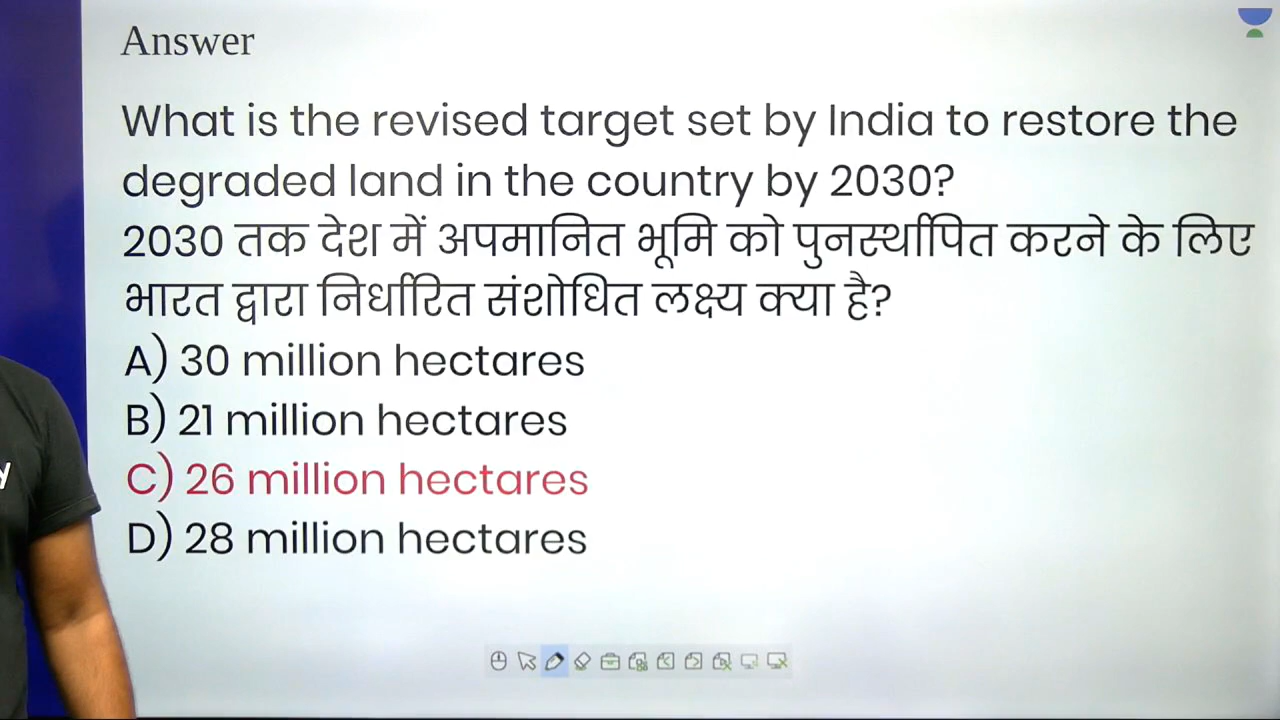 Answer
What is the revised target set by India to restore the
degraded land in the country by 2030?
2030 तक देश में अपमानित भूमि को पुनर्स्थापित करने के लिए
भारत द्वारा निर्धारित संशोधित लक्ष्य क्या है?
A) 30 million hectares
B) 21 million hectares
C) 26 million hectares
D) 28 million hectares